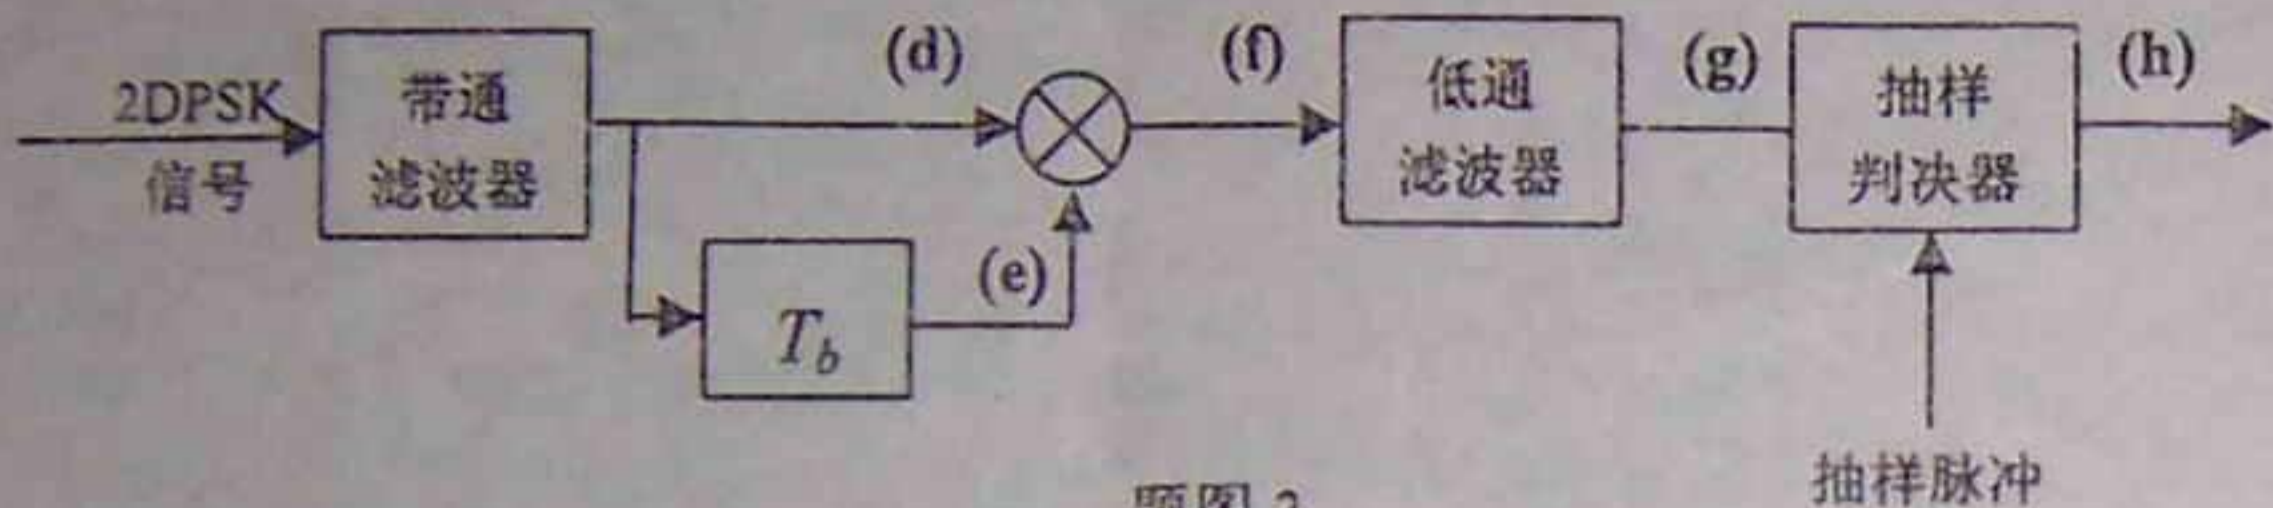 2DPSK
信号
带通
滤波器
(d)
T_b
(e)
(f)
低通
滤波器
(g)
抽样
判决器
(h)
抽样脉冲